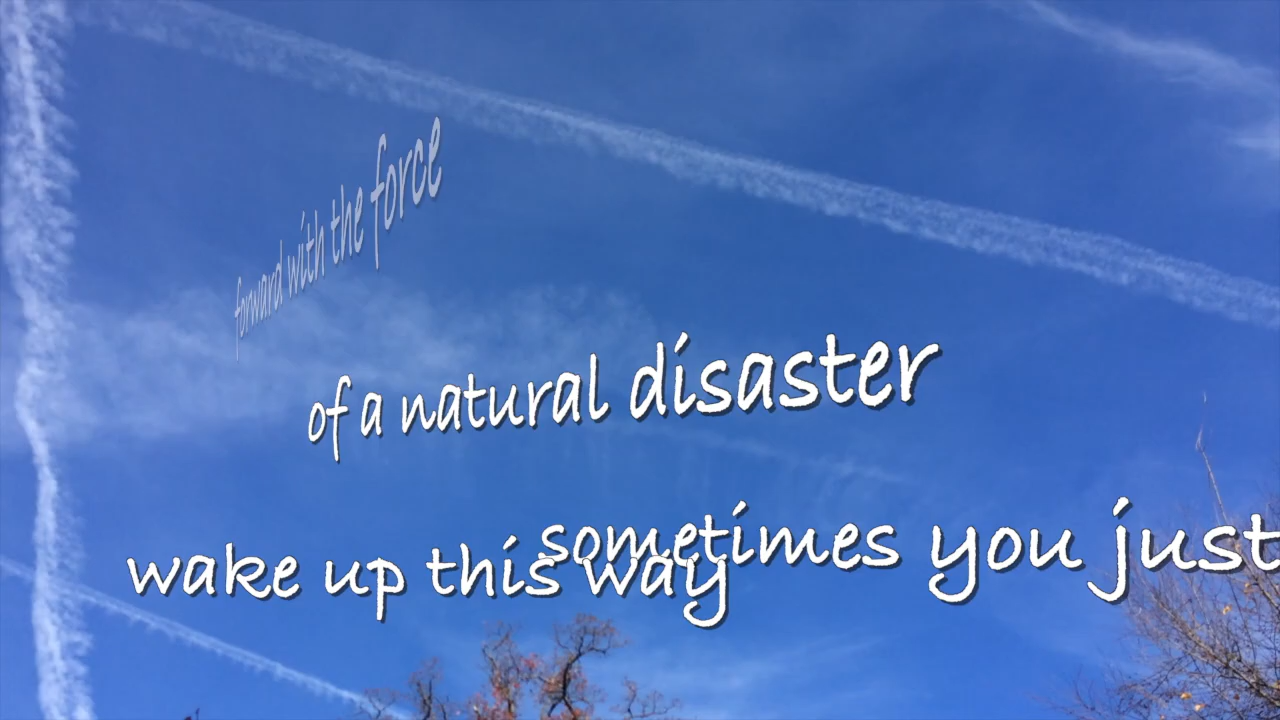 forward with the force
of a natural disaster
sometimes you just
wake up this way